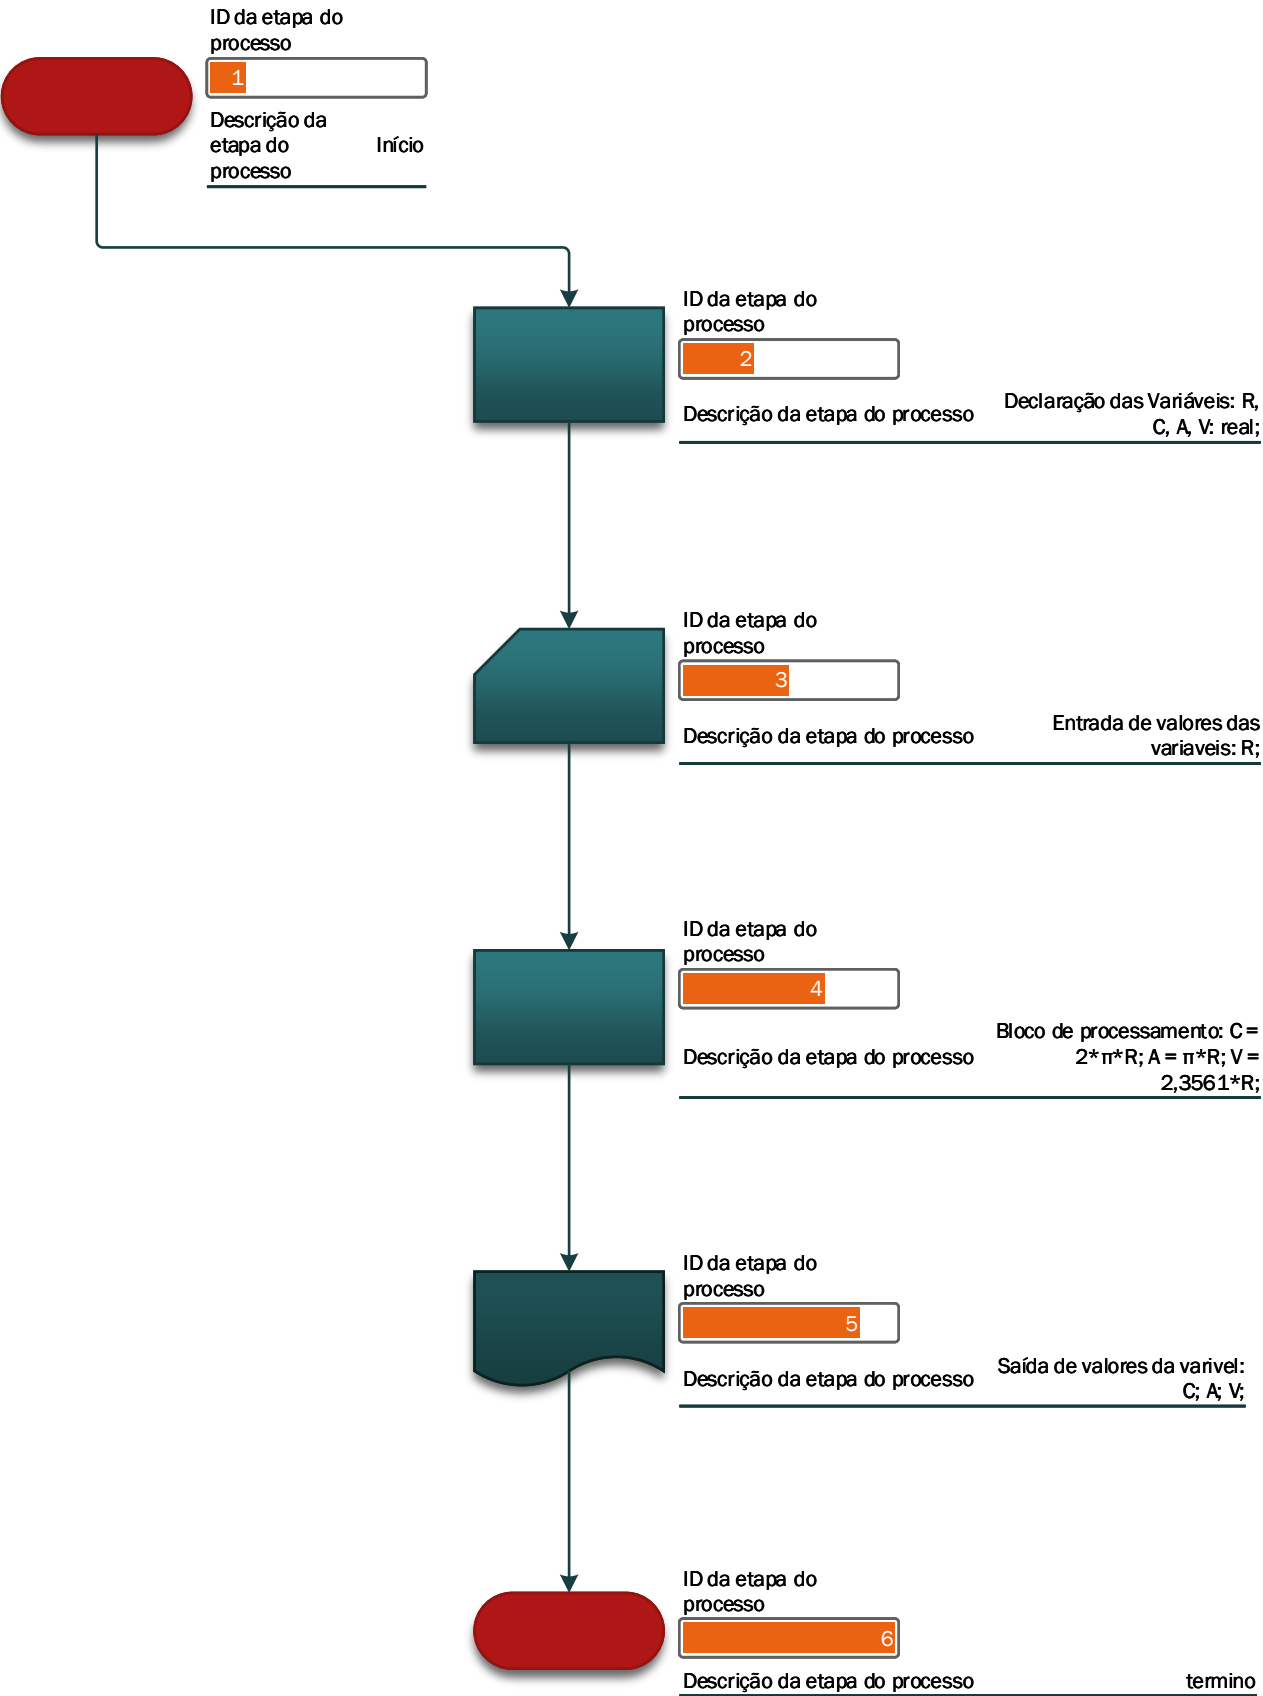 ID da etapa do
processo
1
Descrição da
etapa do
processo
Início
ID da etapa do
processo
2
Descrição da etapa do processo
Declaração das Variáveis: R,
C, A, V: real;
ID da etapa do
processo
3
Descrição da etapa do processo
Entrada de valores das
variaveis: R;
ID da etapa do
processo
4
Descrição da etapa do processo
Bloco de processamento: C =
2*π*R; A = π*R; V =
2,3561*R;
ID da etapa do
processo
5
Descrição da etapa do processo
Saída de valores da varivel:
C; A; V;
ID da etapa do
processo
6
Descrição da etapa do processo
termino